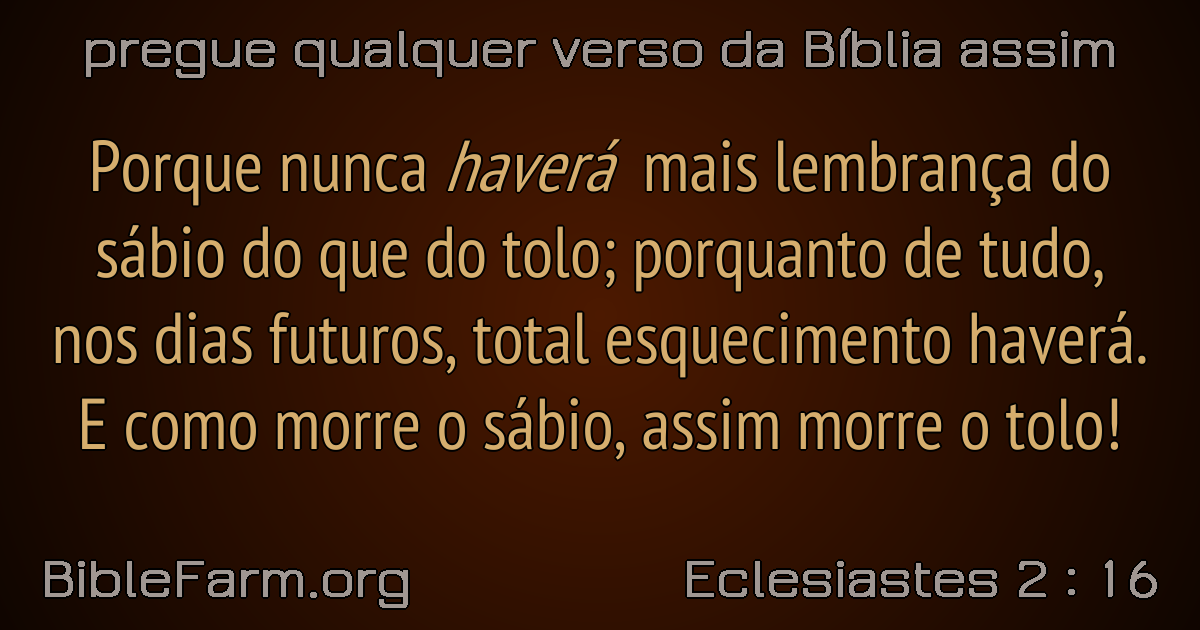 pregue qualquer verso da Bíblia assim
Porque nunca haverá mais lembrança do
sábio do que do tolo; porquanto de tudo,
nos dias futuros, total esquecimento haverá.
E como morre o sábio, assim morre o tolo!
BibleFarm.org
Eclesiastes 2 : 16